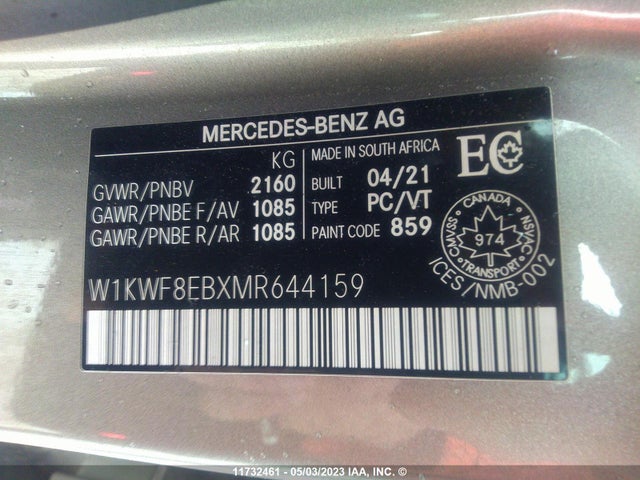 MERCEDES-BENZ AG
KG
GVWR/PNBV 2160
GAWR/PNBE F/AV 1085
GAWR/PNBE R/AR 1085
MADE IN SOUTH AFRICA
BUILT 04/21
TYPE PC/VT
PAINT CODE 859
EC
CANADA
CMVSS NSVAC
974
TRANSPORT
ICES/NMB-002
W1KWF8EBXMR644159
11732461 - 05/03/2023 IAA, INC. ©